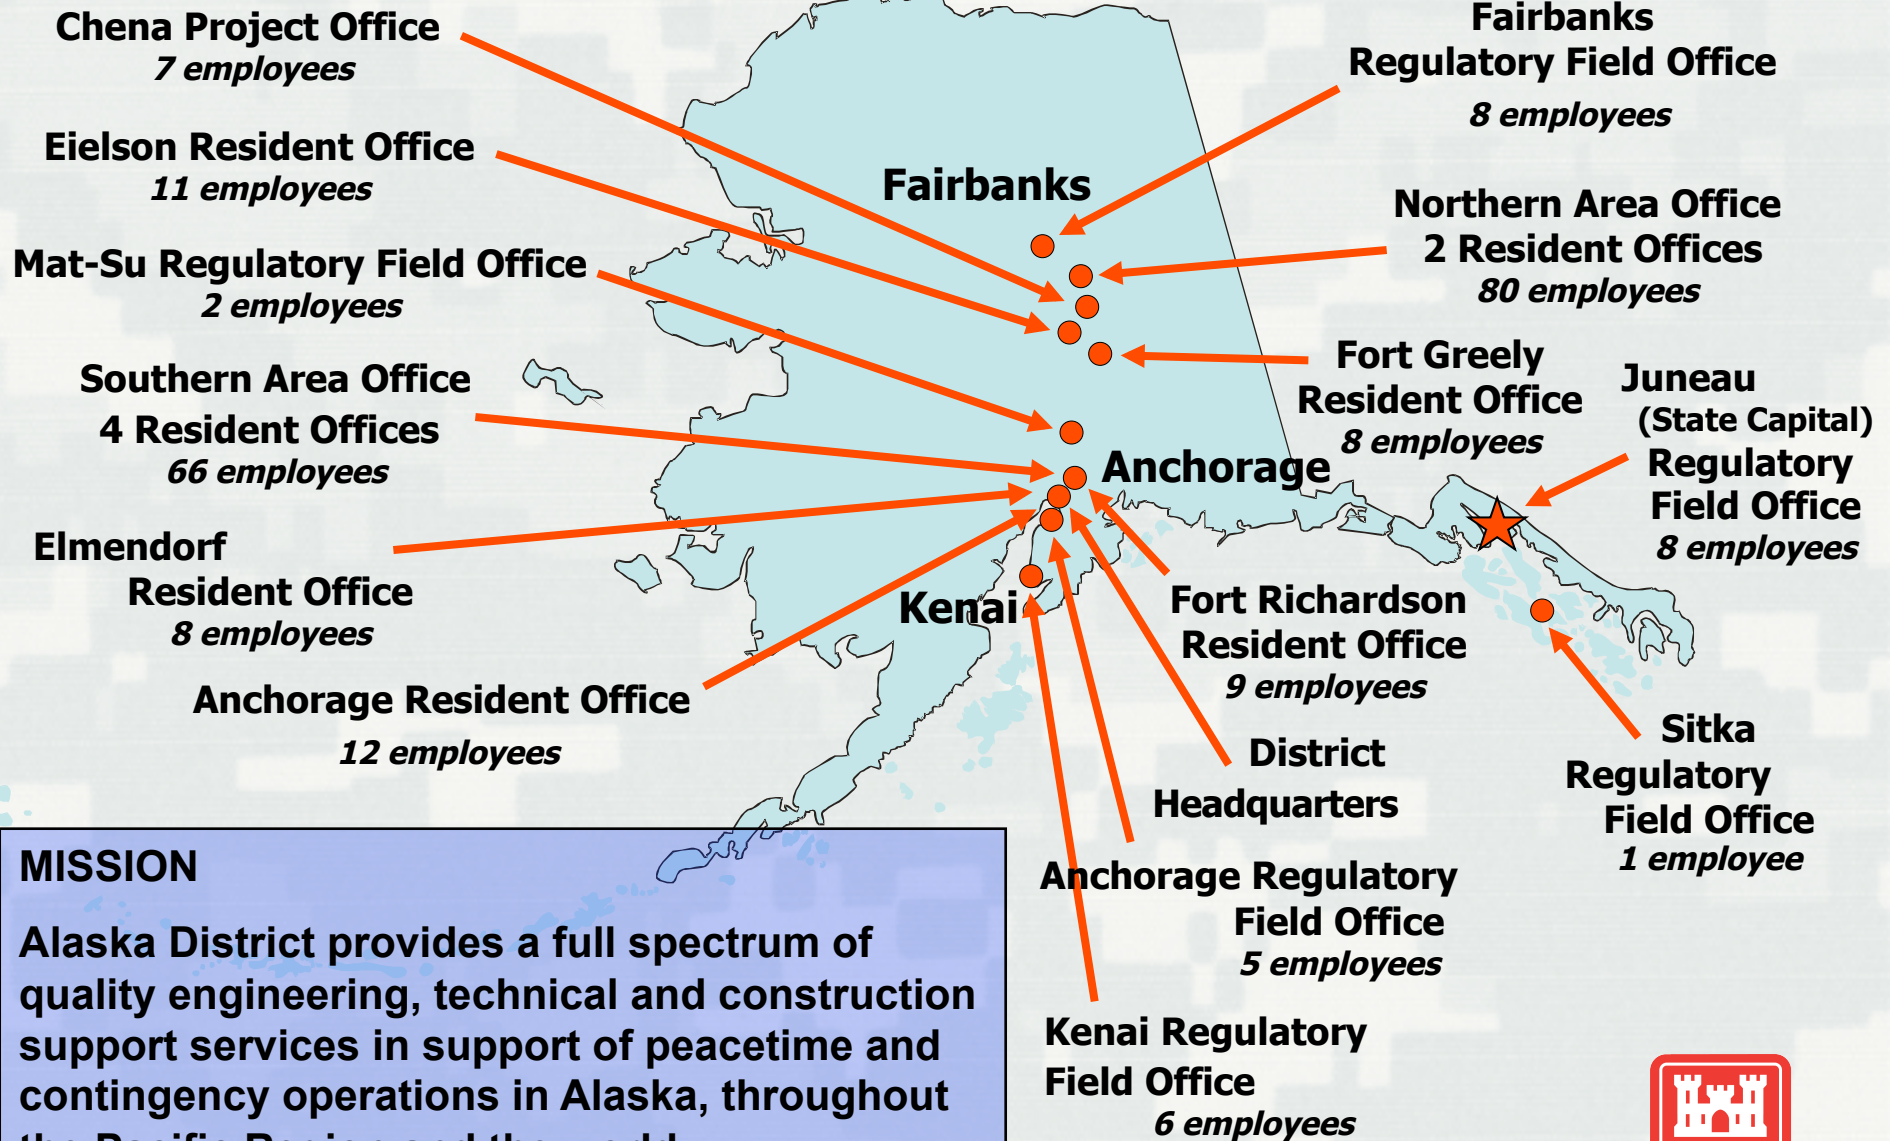 Chena Project Office
7 employees
Eielson Resident Office
11 employees
Mat-Su Regulatory Field Office
2 employees
Southern Area Office
4 Resident Offices
66 employees
Elmendorf
Resident Office
8 employees
Anchorage Resident Office
12 employees
Fairbanks
Anchorage
Kenai
Fairbanks
Regulatory Field Office
8 employees
Northern Area Office
2 Resident Offices
80 employees
Fort Greely
Resident Office
8 employees
Juneau
(State Capital)
Regulatory
Field Office
8 employees
Fort Richardson
Resident Office
9 employees
District
Headquarters
Sitka
Regulatory
Field Office
1 employee
Anchorage Regulatory
Field Office
5 employees
Kenai Regulatory
Field Office
6 employees
MISSION
Alaska District provides a full spectrum of
quality engineering, technical and construction
support services in support of peacetime and
contingency operations in Alaska, throughout
the Pacific Region and the world